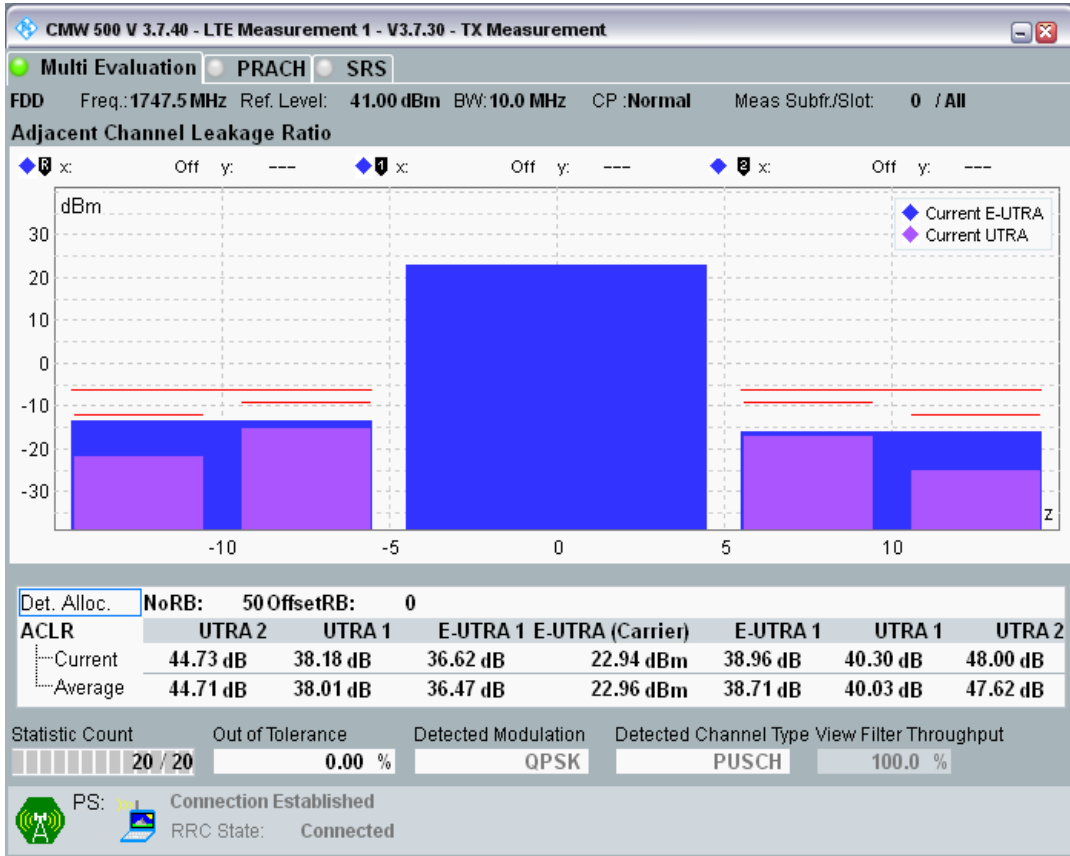 CMW 500 V 3.7.40 - LTE Measurement 1 - V3.7.30 - TX Measurement
Multi Evaluation PRACH SRS
FDD Freq.:1747.5 MHz Ref. Level: 41.00 dBm BW:10.0 MHz CP :Normal Meas Subfr./Slot: 0 / All
Adjacent Channel Leakage Ratio
R x: Off y: --- 1 x: Off y: --- 2 x: Off y: ---
dBm
Current E-UTRA
Current UTRA
30
20
10
0
-10
-20
-30
z
-10 -5 0 5 10
Det. Alloc. NoRB: 50 OffsetRB: 0
ACLR UTRA 2 UTRA 1 E-UTRA 1 E-UTRA (Carrier) E-UTRA 1 UTRA 1 UTRA 2
Current 44.73 dB 38.18 dB 36.62 dB 22.94 dBm 38.96 dB 40.30 dB 48.00 dB
Average 44.71 dB 38.01 dB 36.47 dB 22.96 dBm 38.71 dB 40.03 dB 47.62 dB
Statistic Count Out of Tolerance Detected Modulation Detected Channel Type View Filter Throughput
20 / 20 0.00 % QPSK PUSCH 100.0 %
PS: Connection Established
RRC State: Connected